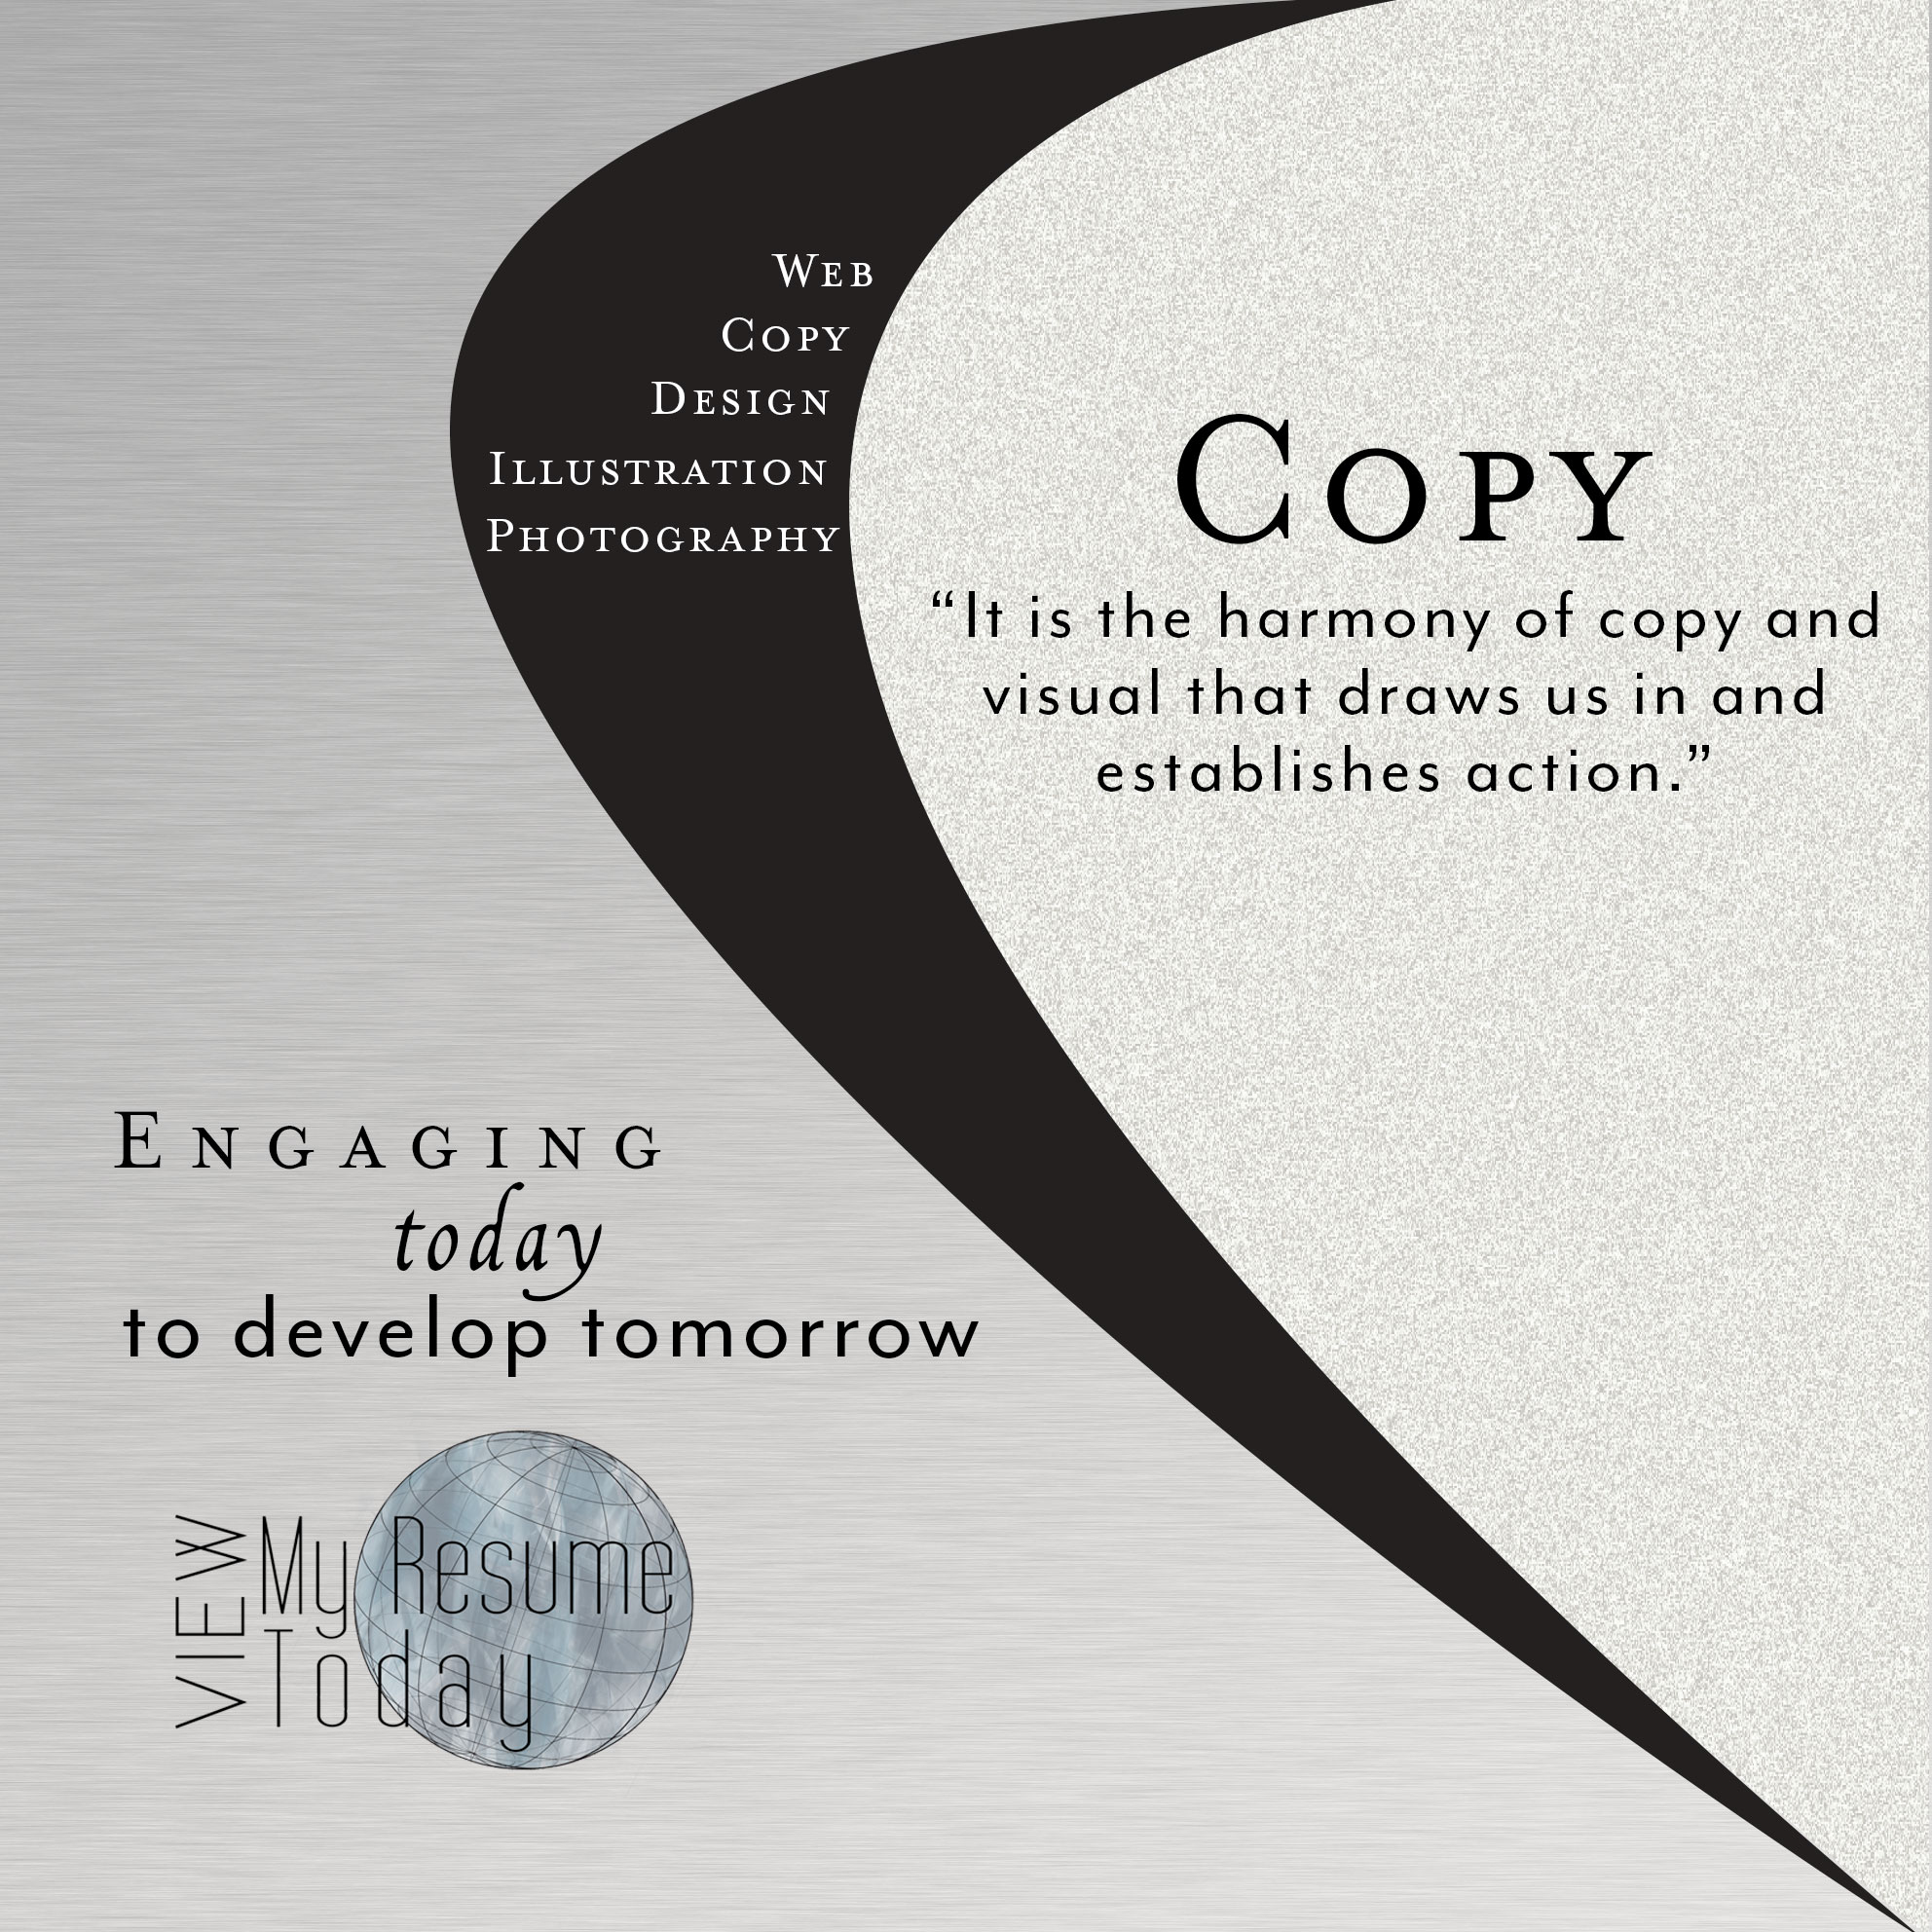 Web
Copy
Design
Illustration
Photography
Copy
“It is the harmony of copy and
visual that draws us in and
establishes action.”
Engaging
today
to develop tomorrow
VIEW
My Resume
Today